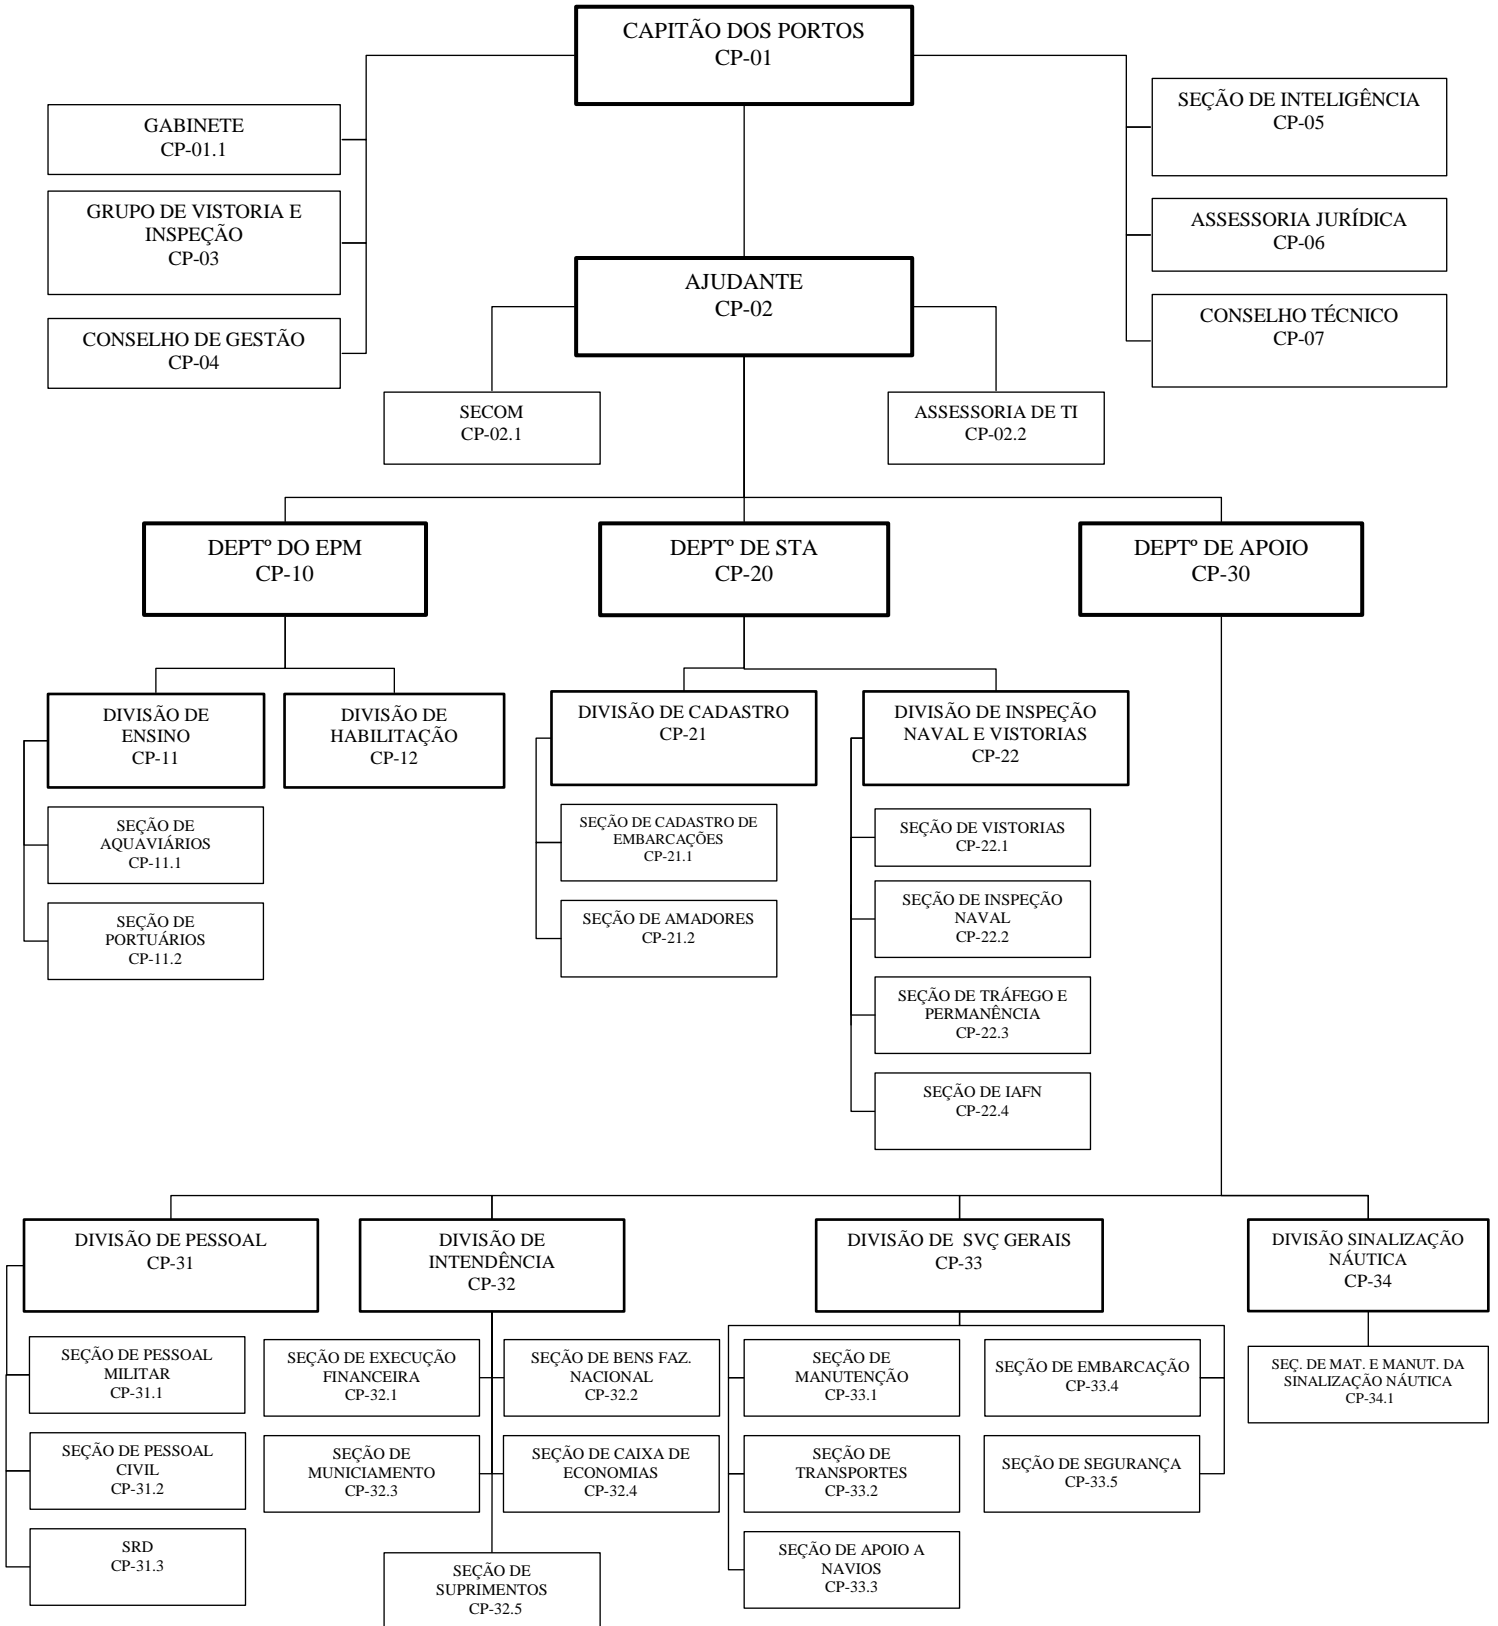 CAPITÃO DOS PORTOS
CP-01
GABINETE
CP-01.1
GRUPO DE VISTORIA E
INSPEÇÃO
CP-03
CONSELHO DE GESTÃO
CP-04
SEÇÃO DE INTELIGÊNCIA
CP-05
ASSESSORIA JURÍDICA
CP-06
CONSELHO TÉCNICO
CP-07
AJUDANTE
CP-02
SECOM
CP-02.1
ASSESSORIA DE TI
CP-02.2
DEPTº DO EPM
CP-10
DEPTº DE STA
CP-20
DEPTº DE APOIO
CP-30
DIVISÃO DE
ENSINO
CP-11
DIVISÃO DE
HABILITAÇÃO
CP-12
SEÇÃO DE
AQUAVIÁRIOS
CP-11.1
SEÇÃO DE
PORTUÁRIOS
CP-11.2
DIVISÃO DE CADASTRO
CP-21
SEÇÃO DE CADASTRO DE
EMBARCAÇÕES
CP-21.1
SEÇÃO DE AMADORES
CP-21.2
DIVISÃO DE INSPEÇÃO
NAVAL E VISTORIAS
CP-22
SEÇÃO DE VISTORIAS
CP-22.1
SEÇÃO DE INSPEÇÃO
NAVAL
CP-22.2
SEÇÃO DE TRÁFEGO E
PERMANÊNCIA
CP-22.3
SEÇÃO DE IAFN
CP-22.4
DIVISÃO DE PESSOAL
CP-31
SEÇÃO DE PESSOAL
MILITAR
CP-31.1
SEÇÃO DE PESSOAL
CIVIL
CP-31.2
SRD
CP-31.3
DIVISÃO DE
INTENDÊNCIA
CP-32
SEÇÃO DE EXECUÇÃO
FINANCEIRA
CP-32.1
SEÇÃO DE BENS FAZ.
NACIONAL
CP-32.2
SEÇÃO DE
MUNICIAMENTO
CP-32.3
SEÇÃO DE CAIXA DE
ECONOMIAS
CP-32.4
SEÇÃO DE
SUPRIMENTOS
CP-32.5
DIVISÃO DE  SVÇ GERAIS
CP-33
SEÇÃO DE
MANUTENÇÃO
CP-33.1
SEÇÃO DE
TRANSPORTES
CP-33.2
SEÇÃO DE APOIO A
NAVIOS
CP-33.3
SEÇÃO DE EMBARCAÇÃO
CP-33.4
SEÇÃO DE SEGURANÇA
CP-33.5
DIVISÃO SINALIZAÇÃO
NÁUTICA
CP-34
SEÇ. DE MAT. E MANUT. DA
SINALIZAÇÃO NÁUTICA
CP-34.1